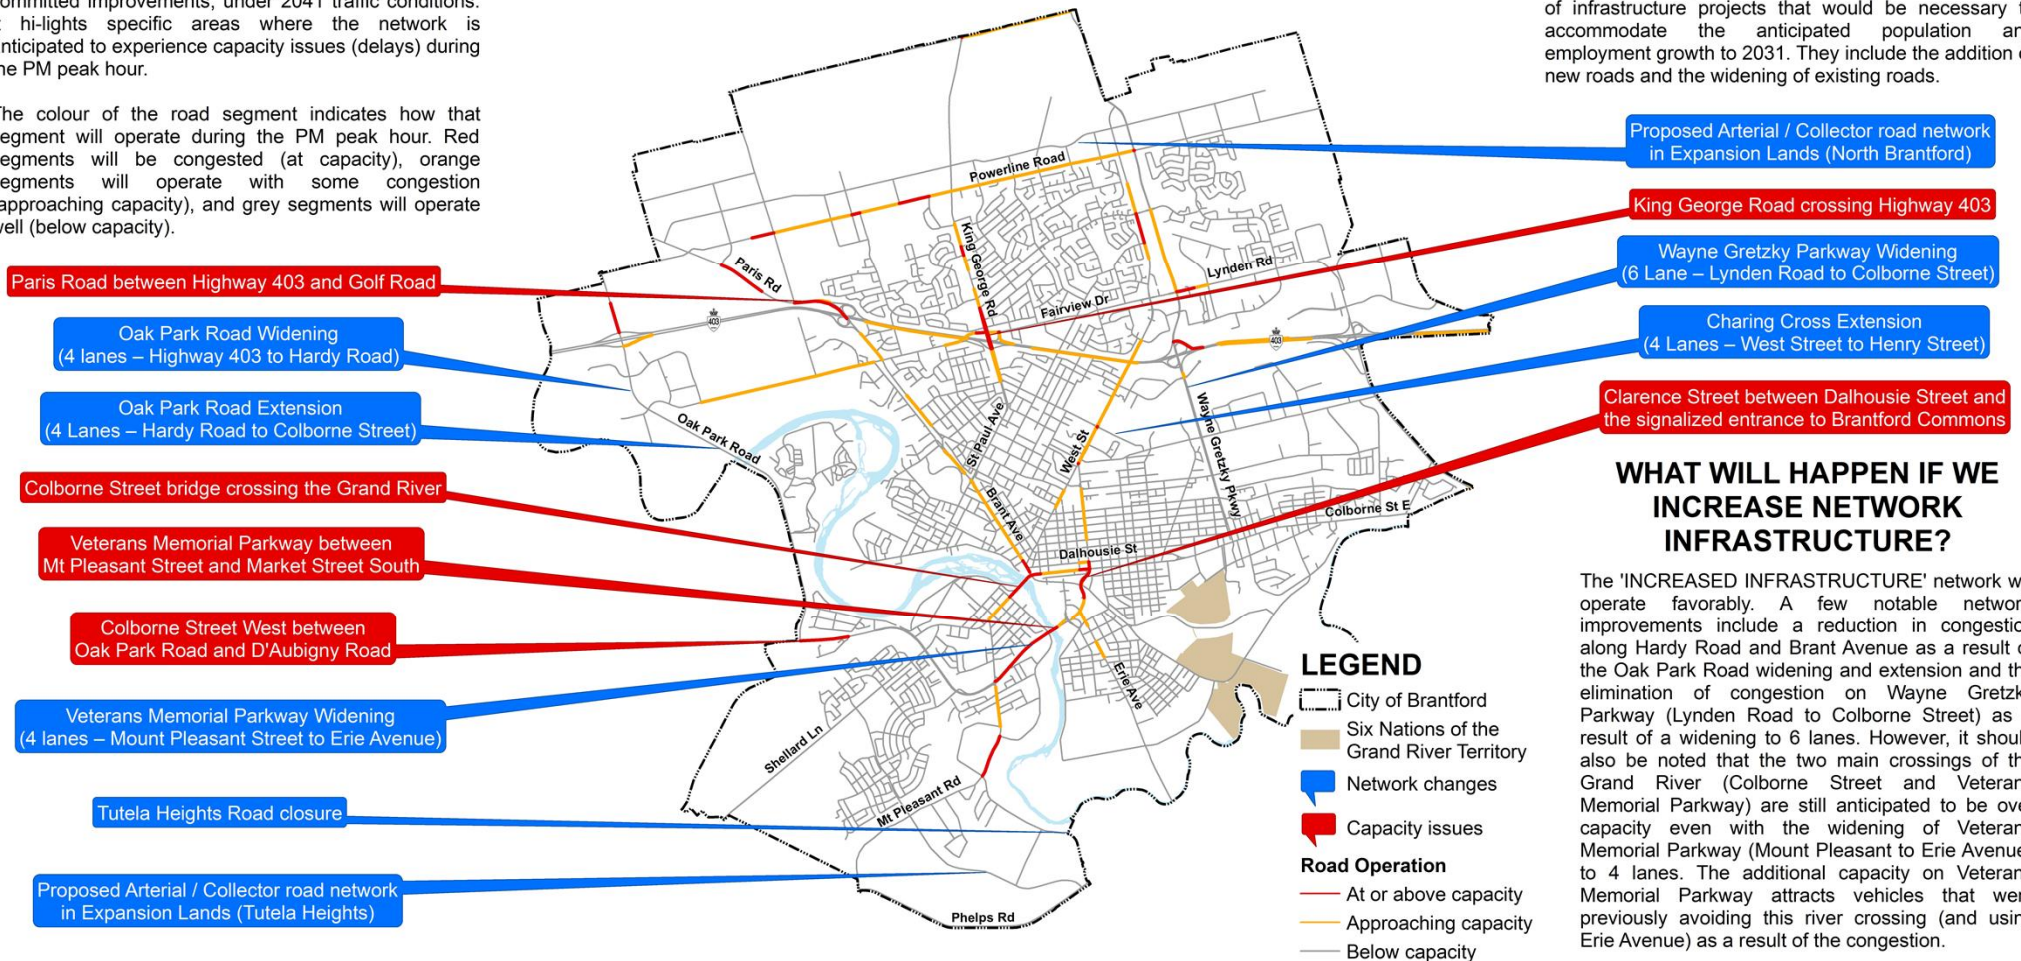 committed improvements, under 2041 traffic conditions.
hi-lights specific areas where the network is
anticipated to experience capacity issues (delays) during
the PM peak hour.
The colour of the road segment indicates how that
segment will operate during the PM peak hour. Red
segments will be congested (at capacity), orange
segments will operate with some congestion
(approaching capacity), and grey segments will operate
well (below capacity).
of infrastructure projects that would be necessary
accommodate the anticipated population
employment growth to 2031. They include the addition
new roads and the widening of existing roads.
Paris Road between Highway 403 and Golf Road
Oak Park Road Widening
(4 lanes – Highway 403 to Hardy Road)
Oak Park Road Extension
(4 Lanes – Hardy Road to Colborne Street)
Colborne Street bridge crossing the Grand River
Veterans Memorial Parkway between
Mt Pleasant Street and Market Street South
Colborne Street West between
Oak Park Road and D'Aubigny Road
Veterans Memorial Parkway Widening
(4 lanes – Mount Pleasant Street to Erie Avenue)
Tutela Heights Road closure
Proposed Arterial / Collector road network
in Expansion Lands (Tutela Heights)
Powerline Road
King George Rd
Paris Rd
Lynden Rd
Fairview Dr
403
403
Oak Park Road
St Paul Ave
West St
Wayne Gretzky Pkwy
Brant Ave
Colborne St E
Dalhousie St
Erie Ave
Shellard Ln
Mt Pleasant Rd
Phelps Rd
Proposed Arterial / Collector road network
in Expansion Lands (North Brantford)
King George Road crossing Highway 403
Wayne Gretzky Parkway Widening
(6 Lane – Lynden Road to Colborne Street)
Charing Cross Extension
(4 Lanes – West Street to Henry Street)
Clarence Street between Dalhousie Street and
the signalized entrance to Brantford Commons
LEGEND
City of Brantford
Six Nations of the
Grand River Territory
Network changes
Capacity issues
Road Operation
At or above capacity
Approaching capacity
Below capacity
WHAT WILL HAPPEN IF WE
INCREASE NETWORK
INFRASTRUCTURE?
The 'INCREASED INFRASTRUCTURE' network
operate favorably. A few notable network
improvements include a reduction in congestion
along Hardy Road and Brant Avenue as a result
the Oak Park Road widening and extension and the
elimination of congestion on Wayne Gretzky
Parkway (Lynden Road to Colborne Street) as
result of a widening to 6 lanes. However, it should
also be noted that the two main crossings of the
Grand River (Colborne Street and Veterans
Memorial Parkway) are still anticipated to be over
capacity even with the widening of Veterans
Memorial Parkway (Mount Pleasant to Erie Avenue)
to 4 lanes. The additional capacity on Veterans
Memorial Parkway attracts vehicles that were
previously avoiding this river crossing (and using
Erie Avenue) as a result of the congestion.